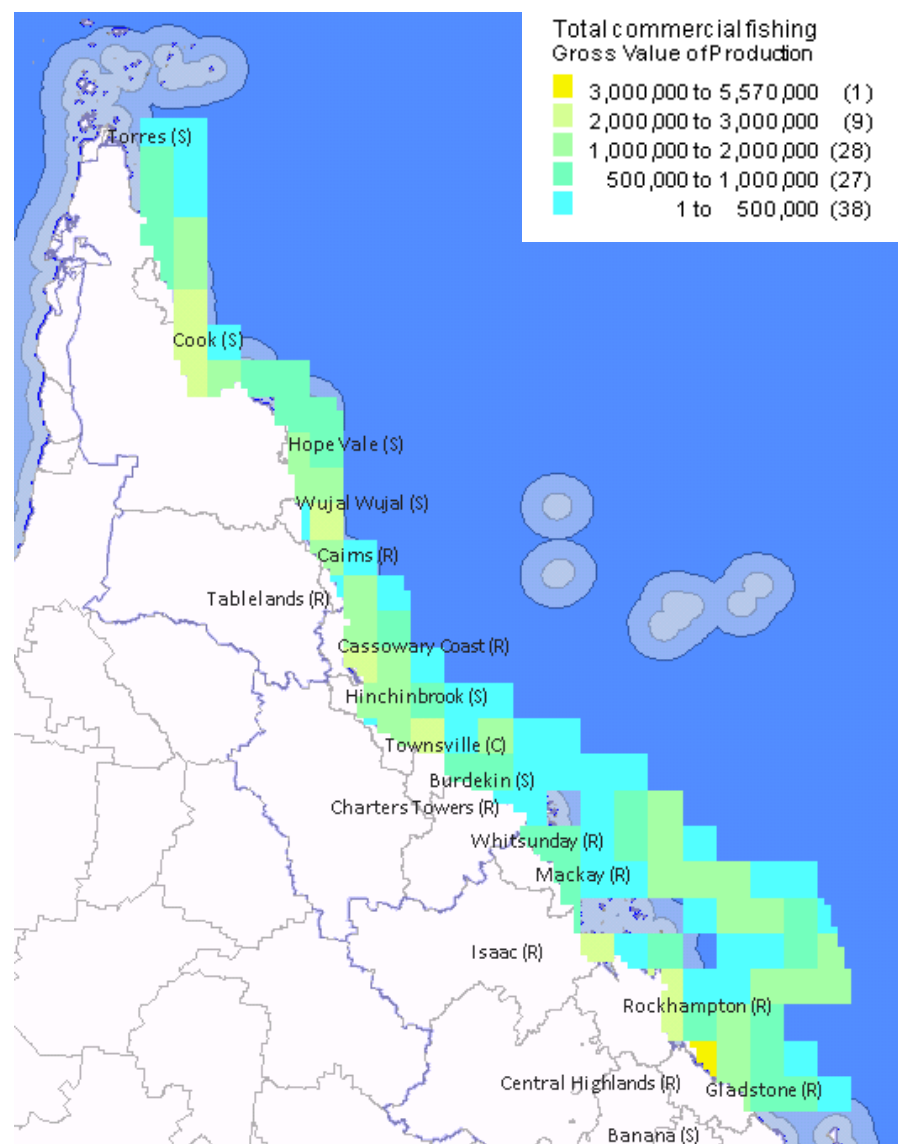 Total commercial fishing
Gross Value of Production
3,000,000 to 5,570,000 (1)
2,000,000 to 3,000,000 (9)
1,000,000 to 2,000,000 (28)
500,000 to 1,000,000 (27)
1 to 500,000 (38)
Torres (S)
Cook (S)
Hope Vale (S)
Wujal Wujal (S)
Cairns (R)
Tablelands (R)
Cassowary Coast (R)
Hinchinbrook (S)
Townsville (C)
Burdekin (S)
Charters Towers (R)
Whitsunday (R)
Mackay (R)
Isaac (R)
Rockhampton (R)
Central Highlands (R)
Gladstone (R)
Banana (S)